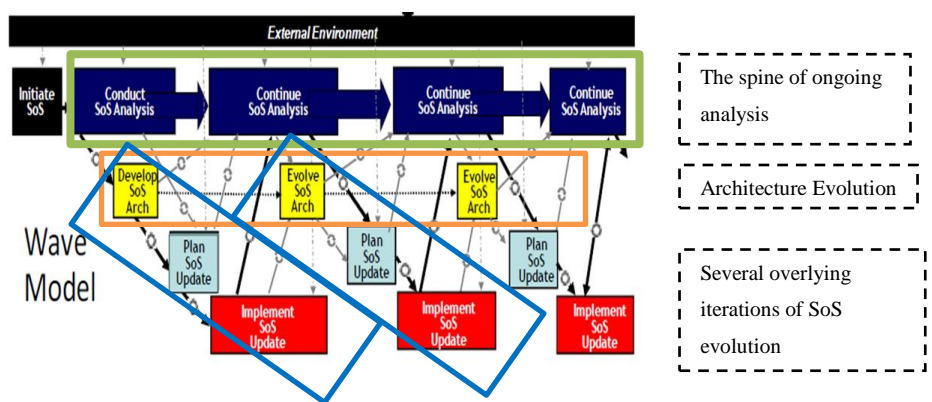 External Environment
Initiate
SoS
Conduct
SoS Analysis
Continue
SoS Analysis
Continue
SoS Analysis
Continue
SoS Analysis
The spine of ongoing
analysis
Develop
SoS
Arch
Evolve
SoS
Arch
Evolve
SoS
Arch
Architecture Evolution
Wave
Model
Plan
SoS
Update
Plan
SoS
Update
Plan
SoS
Update
Implement
SoS
Update
Implement
SoS
Update
Implement
SoS
Update
Several overlying
iterations of SoS
evolution